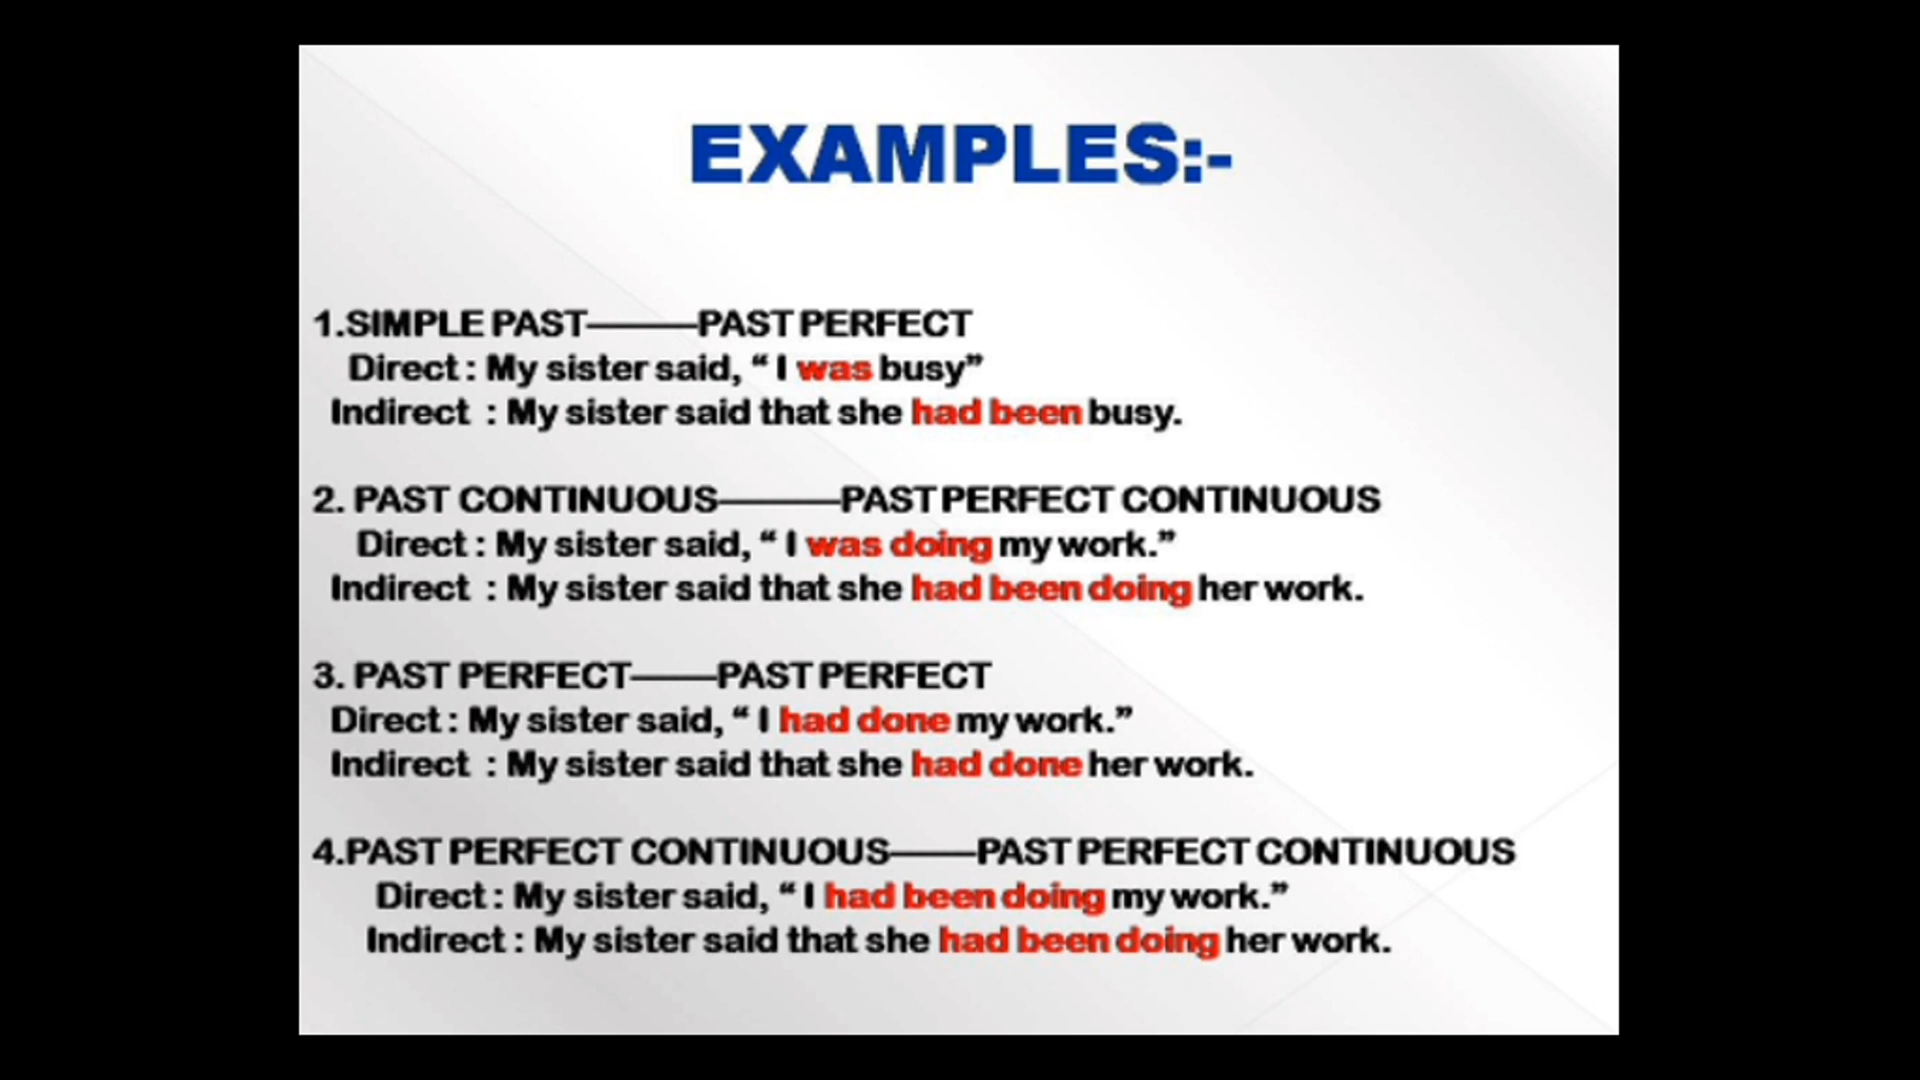 EXAMPLES:-
1.SIMPLE PAST———PAST PERFECT
Direct : My sister said, “ I was busy”
Indirect : My sister said that she had been busy.
2. PAST CONTINUOUS———PAST PERFECT CONTINUOUS
Direct : My sister said, “ I was doing my work.”
Indirect : My sister said that she had been doing her work.
3. PAST PERFECT——PAST PERFECT
Direct : My sister said, “ I had done my work.”
Indirect : My sister said that she had done her work.
4.PAST PERFECT CONTINUOUS——PAST PERFECT CONTINUOUS
Direct : My sister said, “ I had been doing my work.”
Indirect : My sister said that she had been doing her work.